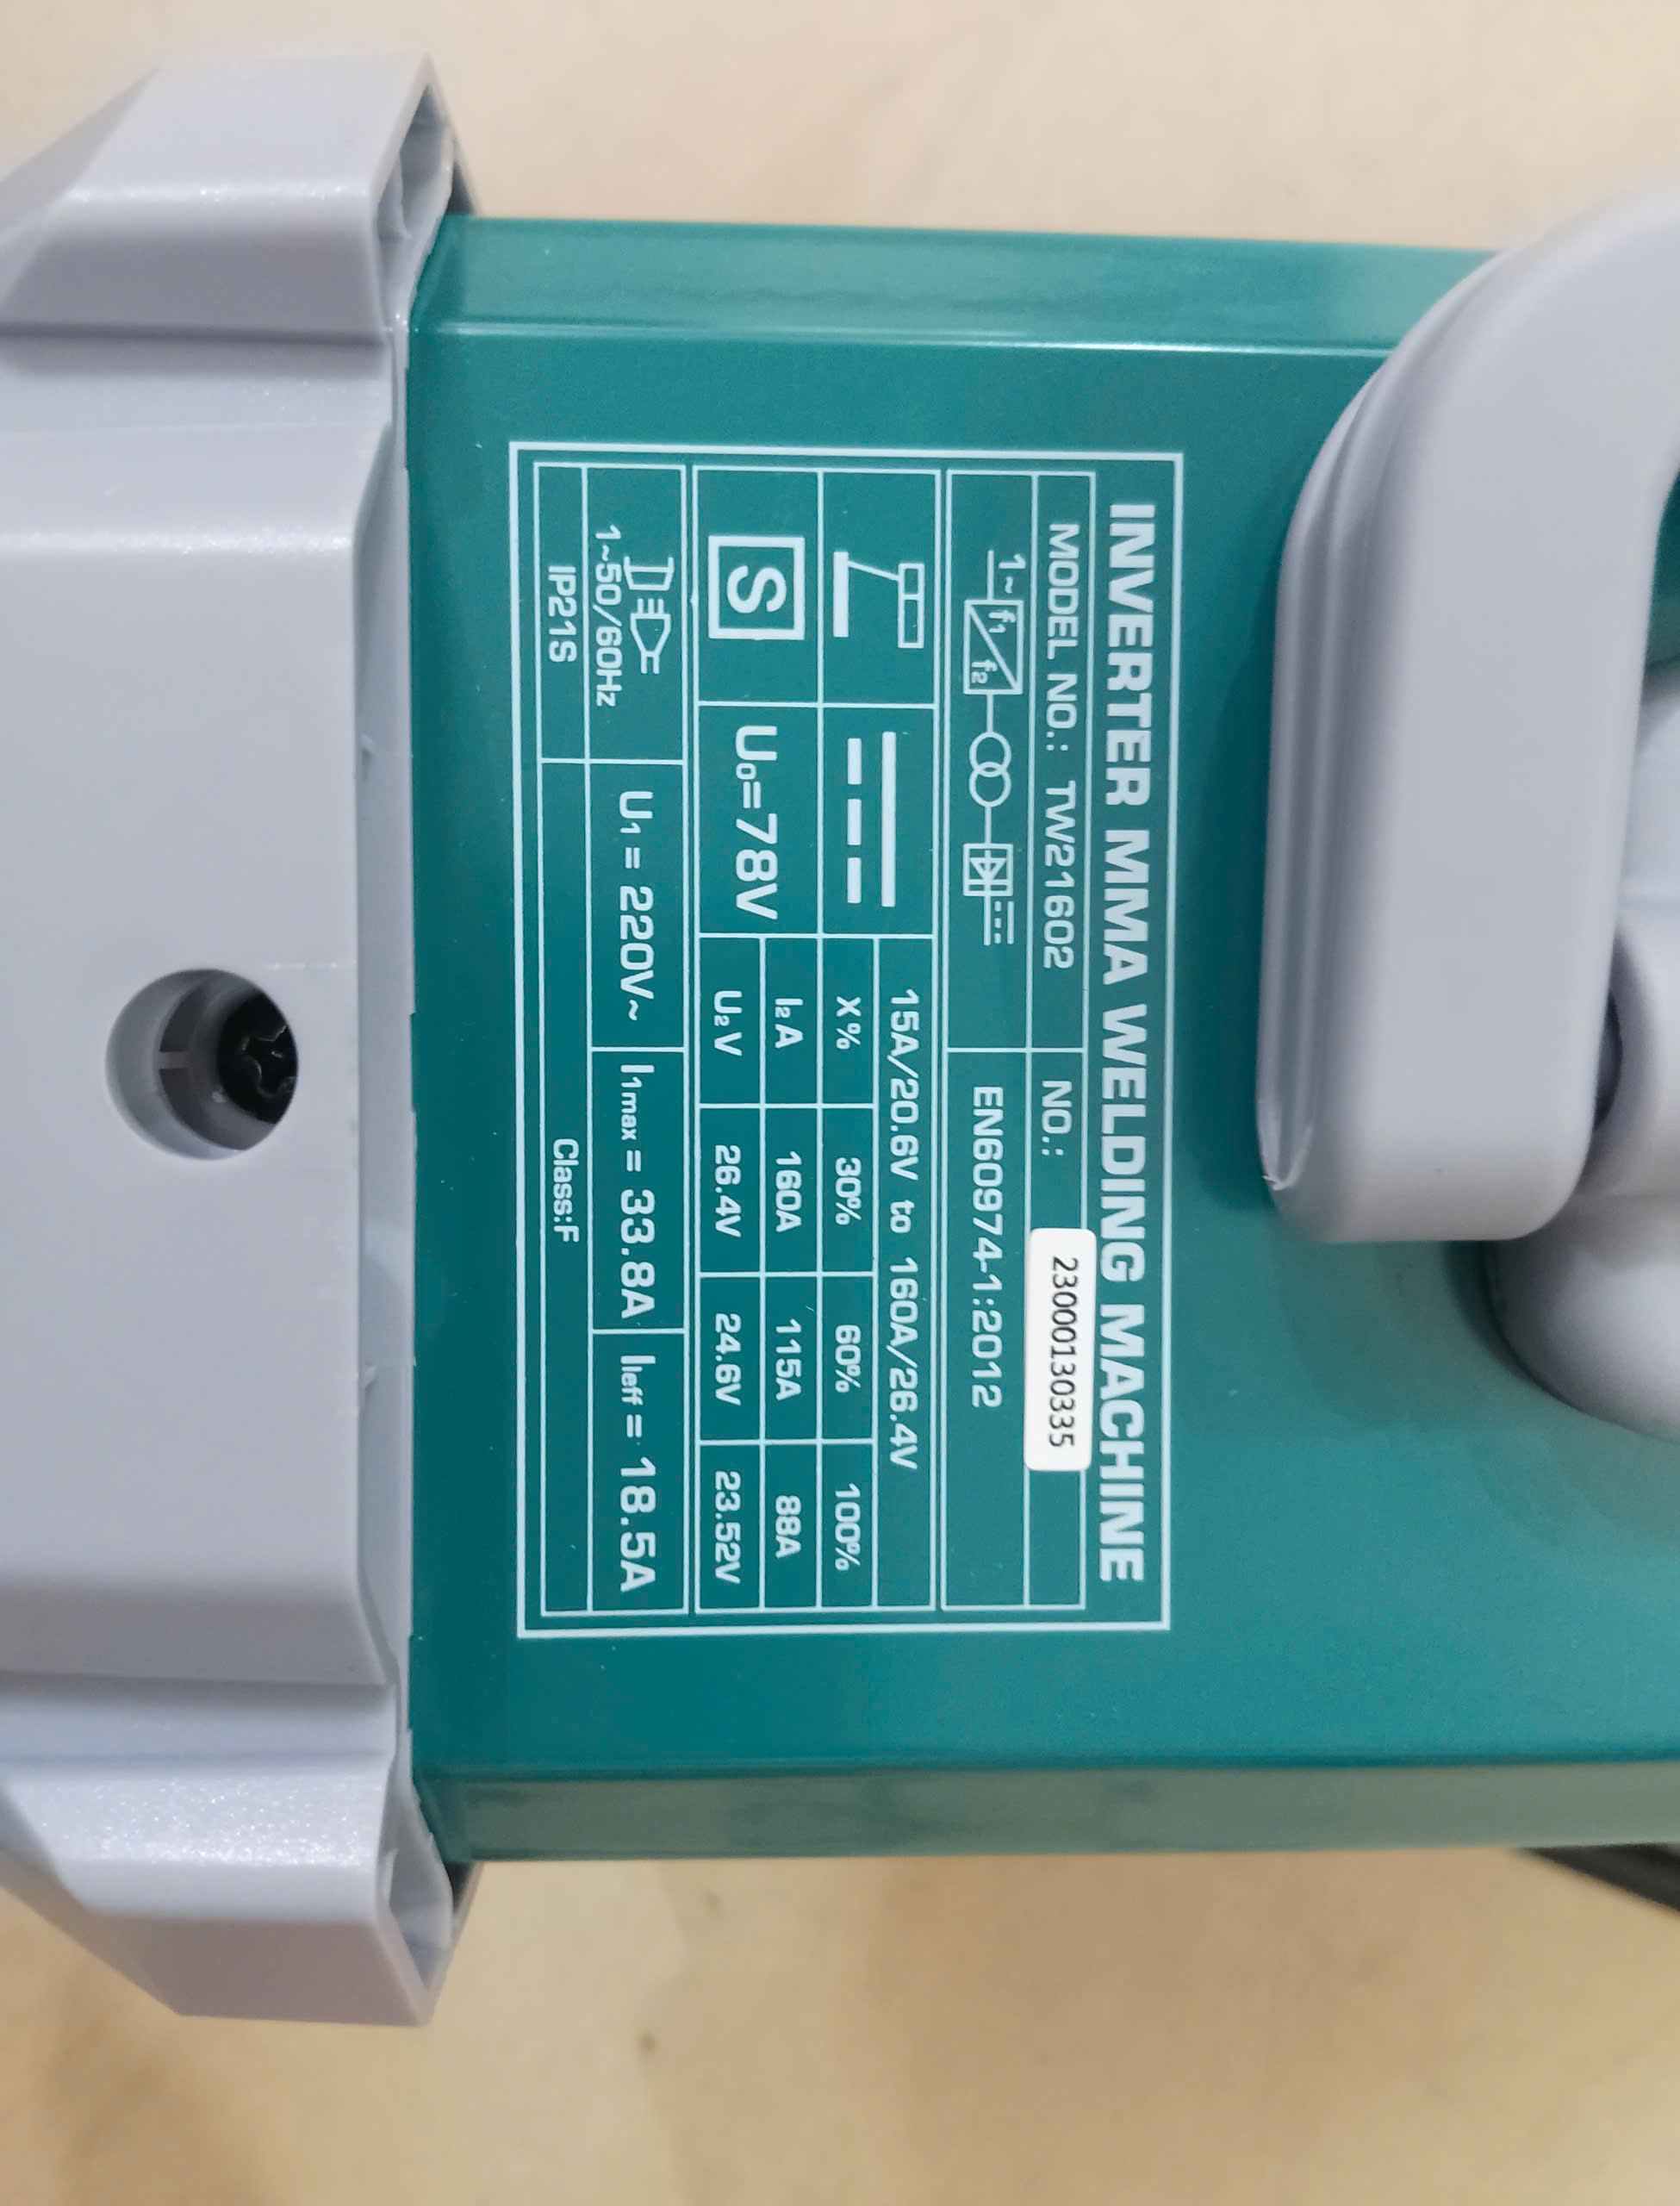 INVERTER MMA WELDING MACHINE
MODEL NO.: TW21602 NO.: 2300013​0335
1~ f1 f2 EN60974-1:2012
15A/20.6V to 160A/26.4V
X% 30% 60% 100%
S U₀=78V I₂A 160A 115A 88A
U₂V 26.4V 24.6V 23.52V
1~50/60Hz U₁= 220V~ I₁max= 33.8A I₁eff= 18.5A
IP21S Class:F